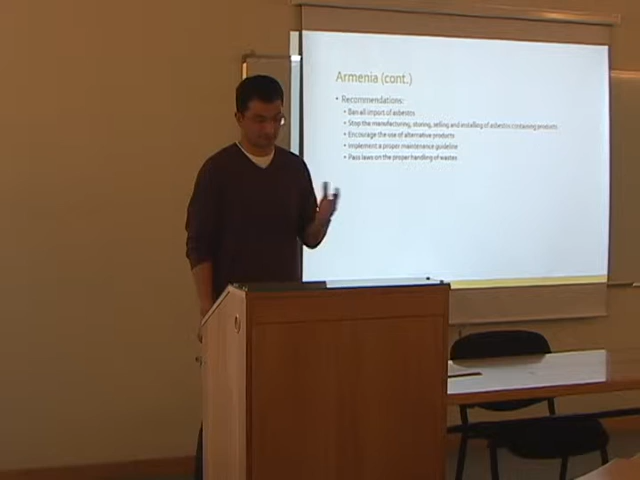 Armenia (cont.)
• Recommendations:
• Ban all import of asbestos
• Stop the manufacturing, storing, selling and installing of asbestos containing products
• Encourage the use of alternative products
• Implement a proper maintenance guideline
• Pass laws on the proper handling of wastes